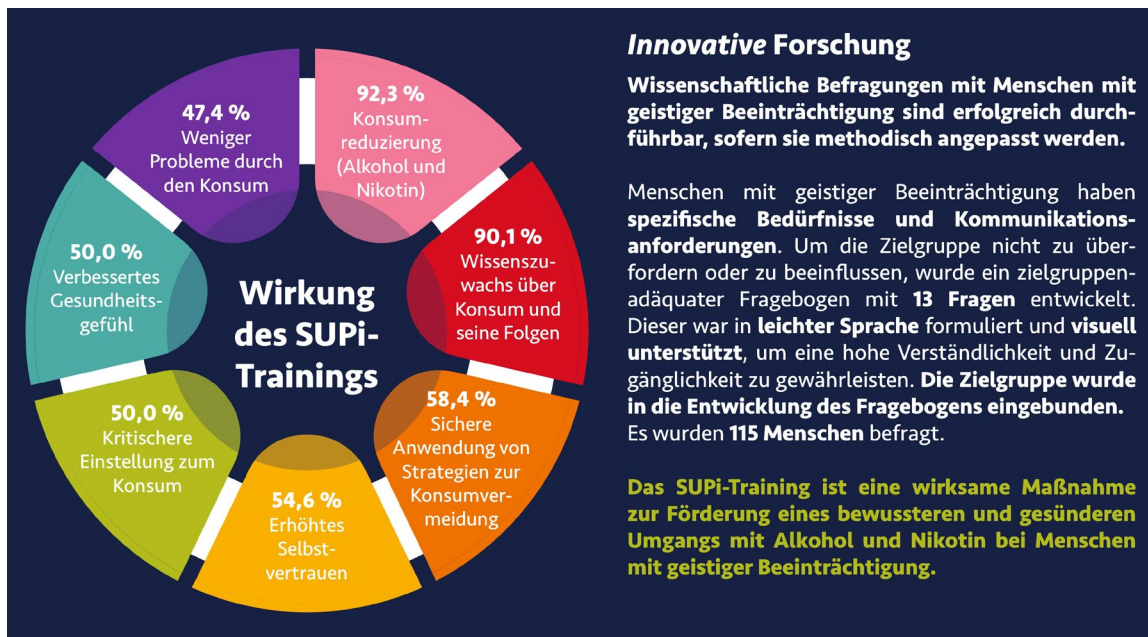 47,4 %
Weniger
Probleme durch
den Konsum
92,3 %
Konsum-
reduzierung
(Alkohol und
Nikotin)
90,1 %
Wissenszu-
wachs über
Konsum und
seine Folgen
58,4 %
Sichere
Anwendung von
Strategien zur
Konsumver-
meidung
54,6 %
Erhöhtes
Selbst-
vertrauen
50,0 %
Kritischere
Einstellung zum
Konsum
50,0 %
Verbessertes
Gesundheits-
gefühl
Wirkung
des SUPi-
Trainings
Innovative Forschung
Wissenschaftliche Befragungen mit Menschen mit
geistiger Beeinträchtigung sind erfolgreich durch-
führbar, sofern sie methodisch angepasst werden.
Menschen mit geistiger Beeinträchtigung haben
spezifische Bedürfnisse und Kommunikations-
anforderungen. Um die Zielgruppe nicht zu über-
fordern oder zu beeinflussen, wurde ein zielgruppen-
adäquater Fragebogen mit 13 Fragen entwickelt.
Dieser war in leichter Sprache formuliert und visuell
unterstützt, um eine hohe Verständlichkeit und Zu-
gänglichkeit zu gewährleisten. Die Zielgruppe wurde
in die Entwicklung des Fragebogens eingebunden.
Es wurden 115 Menschen befragt.
Das SUPi-Training ist eine wirksame Maßnahme
zur Förderung eines bewussteren und gesünderen
Umgangs mit Alkohol und Nikotin bei Menschen
mit geistiger Beeinträchtigung.